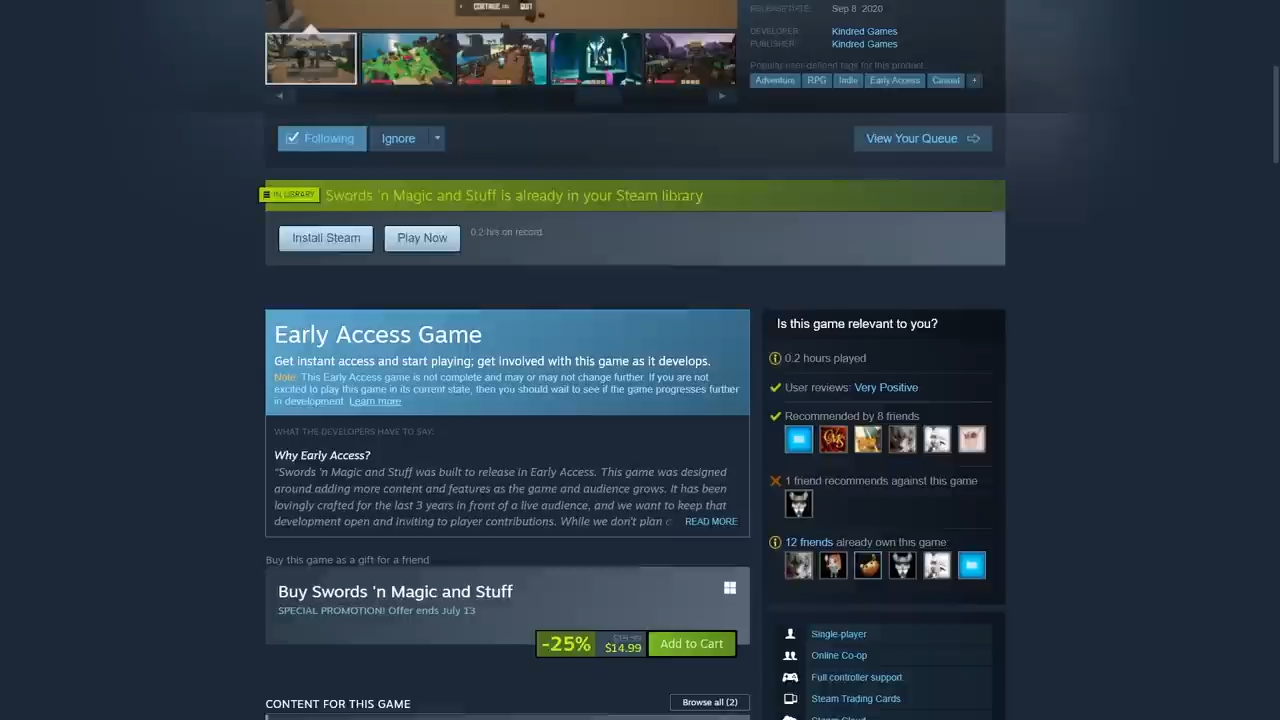 CONTINUE
QUIT
RELEASE DATE: Sep 8, 2020
DEVELOPER: Kindred Games
PUBLISHER: Kindred Games
Popular user-defined tags for this product:
Adventure RPG Indie Early Access Casual +
Following Ignore View Your Queue
IN LIBRARY Swords 'n Magic and Stuff is already in your Steam library
Install Steam Play Now 0.2 hrs on record
Early Access Game
Get instant access and start playing; get involved with this game as it develops.
Note: This Early Access game is not complete and may or may not change further. If you are not
excited to play this game in its current state, then you should wait to see if the game progresses further
in development. Learn more
WHAT THE DEVELOPERS HAVE TO SAY:
Why Early Access?
“Swords 'n Magic and Stuff was built to release in Early Access. This game was designed
around adding more content and features as the game and audience grows. It has been
lovingly crafted for the last 3 years in front of a live audience, and we want to keep that
development open and inviting to player contributions. While we don't plan o READ MORE
Buy this game as a gift for a friend
Buy Swords 'n Magic and Stuff
SPECIAL PROMOTION! Offer ends July 13
-25% $19.99 $14.99 Add to Cart
CONTENT FOR THIS GAME Browse all (2)
Is this game relevant to you?
0.2 hours played
User reviews: Very Positive
Recommended by 8 friends
1 friend recommends against this game
12 friends already own this game:
Single-player
Online Co-op
Full controller support
Steam Trading Cards
Steam Cloud